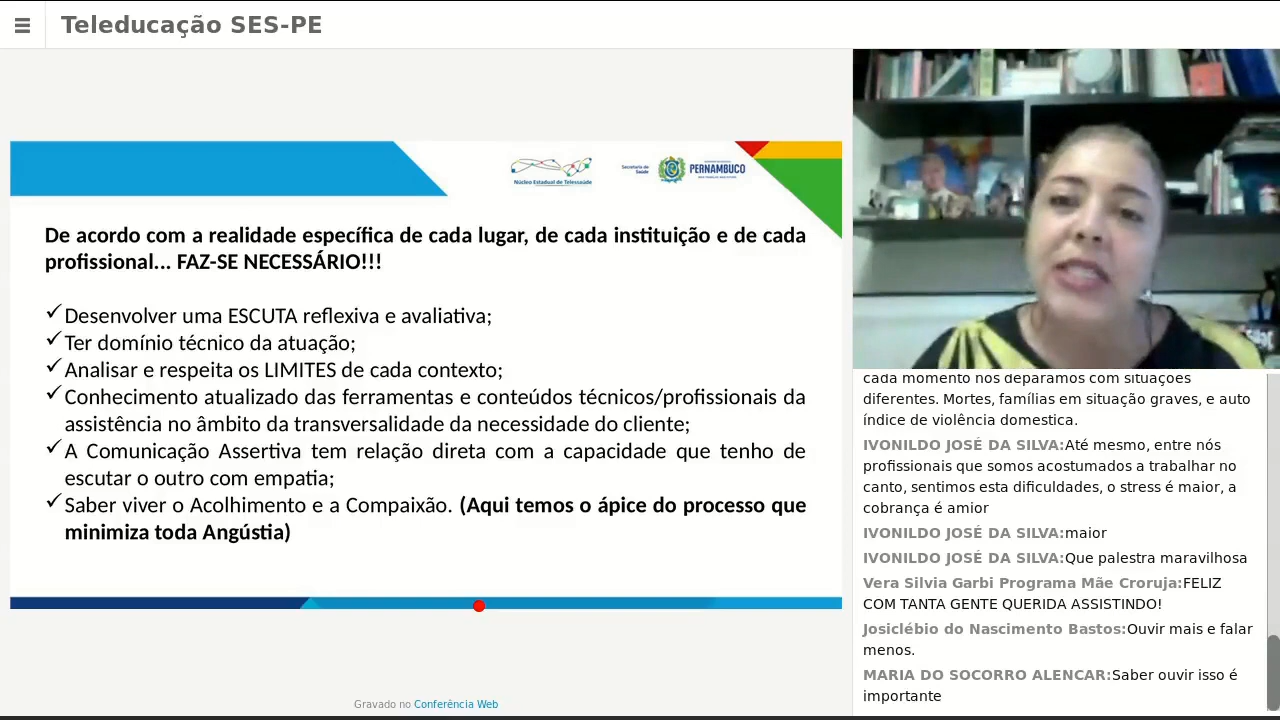 Teleducação SES-PE
Núcleo Estadual de Telessaúde
Secretaria de
Saúde
PERNAMBUCO
De acordo com a realidade específica de cada lugar, de cada instituição e de cada
profissional... FAZ-SE NECESSÁRIO!!!
✓Desenvolver uma ESCUTA reflexiva e avaliativa;
✓Ter domínio técnico da atuação;
✓Analisar e respeita os LIMITES de cada contexto;
✓Conhecimento atualizado das ferramentas e conteúdos técnicos/profissionais da
assistência no âmbito da transversalidade da necessidade do cliente;
✓A Comunicação Assertiva tem relação direta com a capacidade que tenho de
escutar o outro com empatia;
✓Saber viver o Acolhimento e a Compaixão. (Aqui temos o ápice do processo que
minimiza toda Angústia)
Gravado no Conferência Web
cada momento nos deparamos com situações
diferentes. Mortes, famílias em situação graves, e auto
índice de violência domestica.
IVONILDO JOSÉ DA SILVA:Até mesmo, entre nós
profissionais que somos acostumados a trabalhar no
canto, sentimos esta dificuldades, o stress é maior, a
cobrança é amior
IVONILDO JOSÉ DA SILVA:maior
IVONILDO JOSÉ DA SILVA:Que palestra maravilhosa
Vera Silvia Garbi Programa Mãe Croruja:FELIZ
COM TANTA GENTE QUERIDA ASSISTINDO!
Josiclébio do Nascimento Bastos:Ouvir mais e falar
menos.
MARIA DO SOCORRO ALENCAR:Saber ouvir isso é
importante